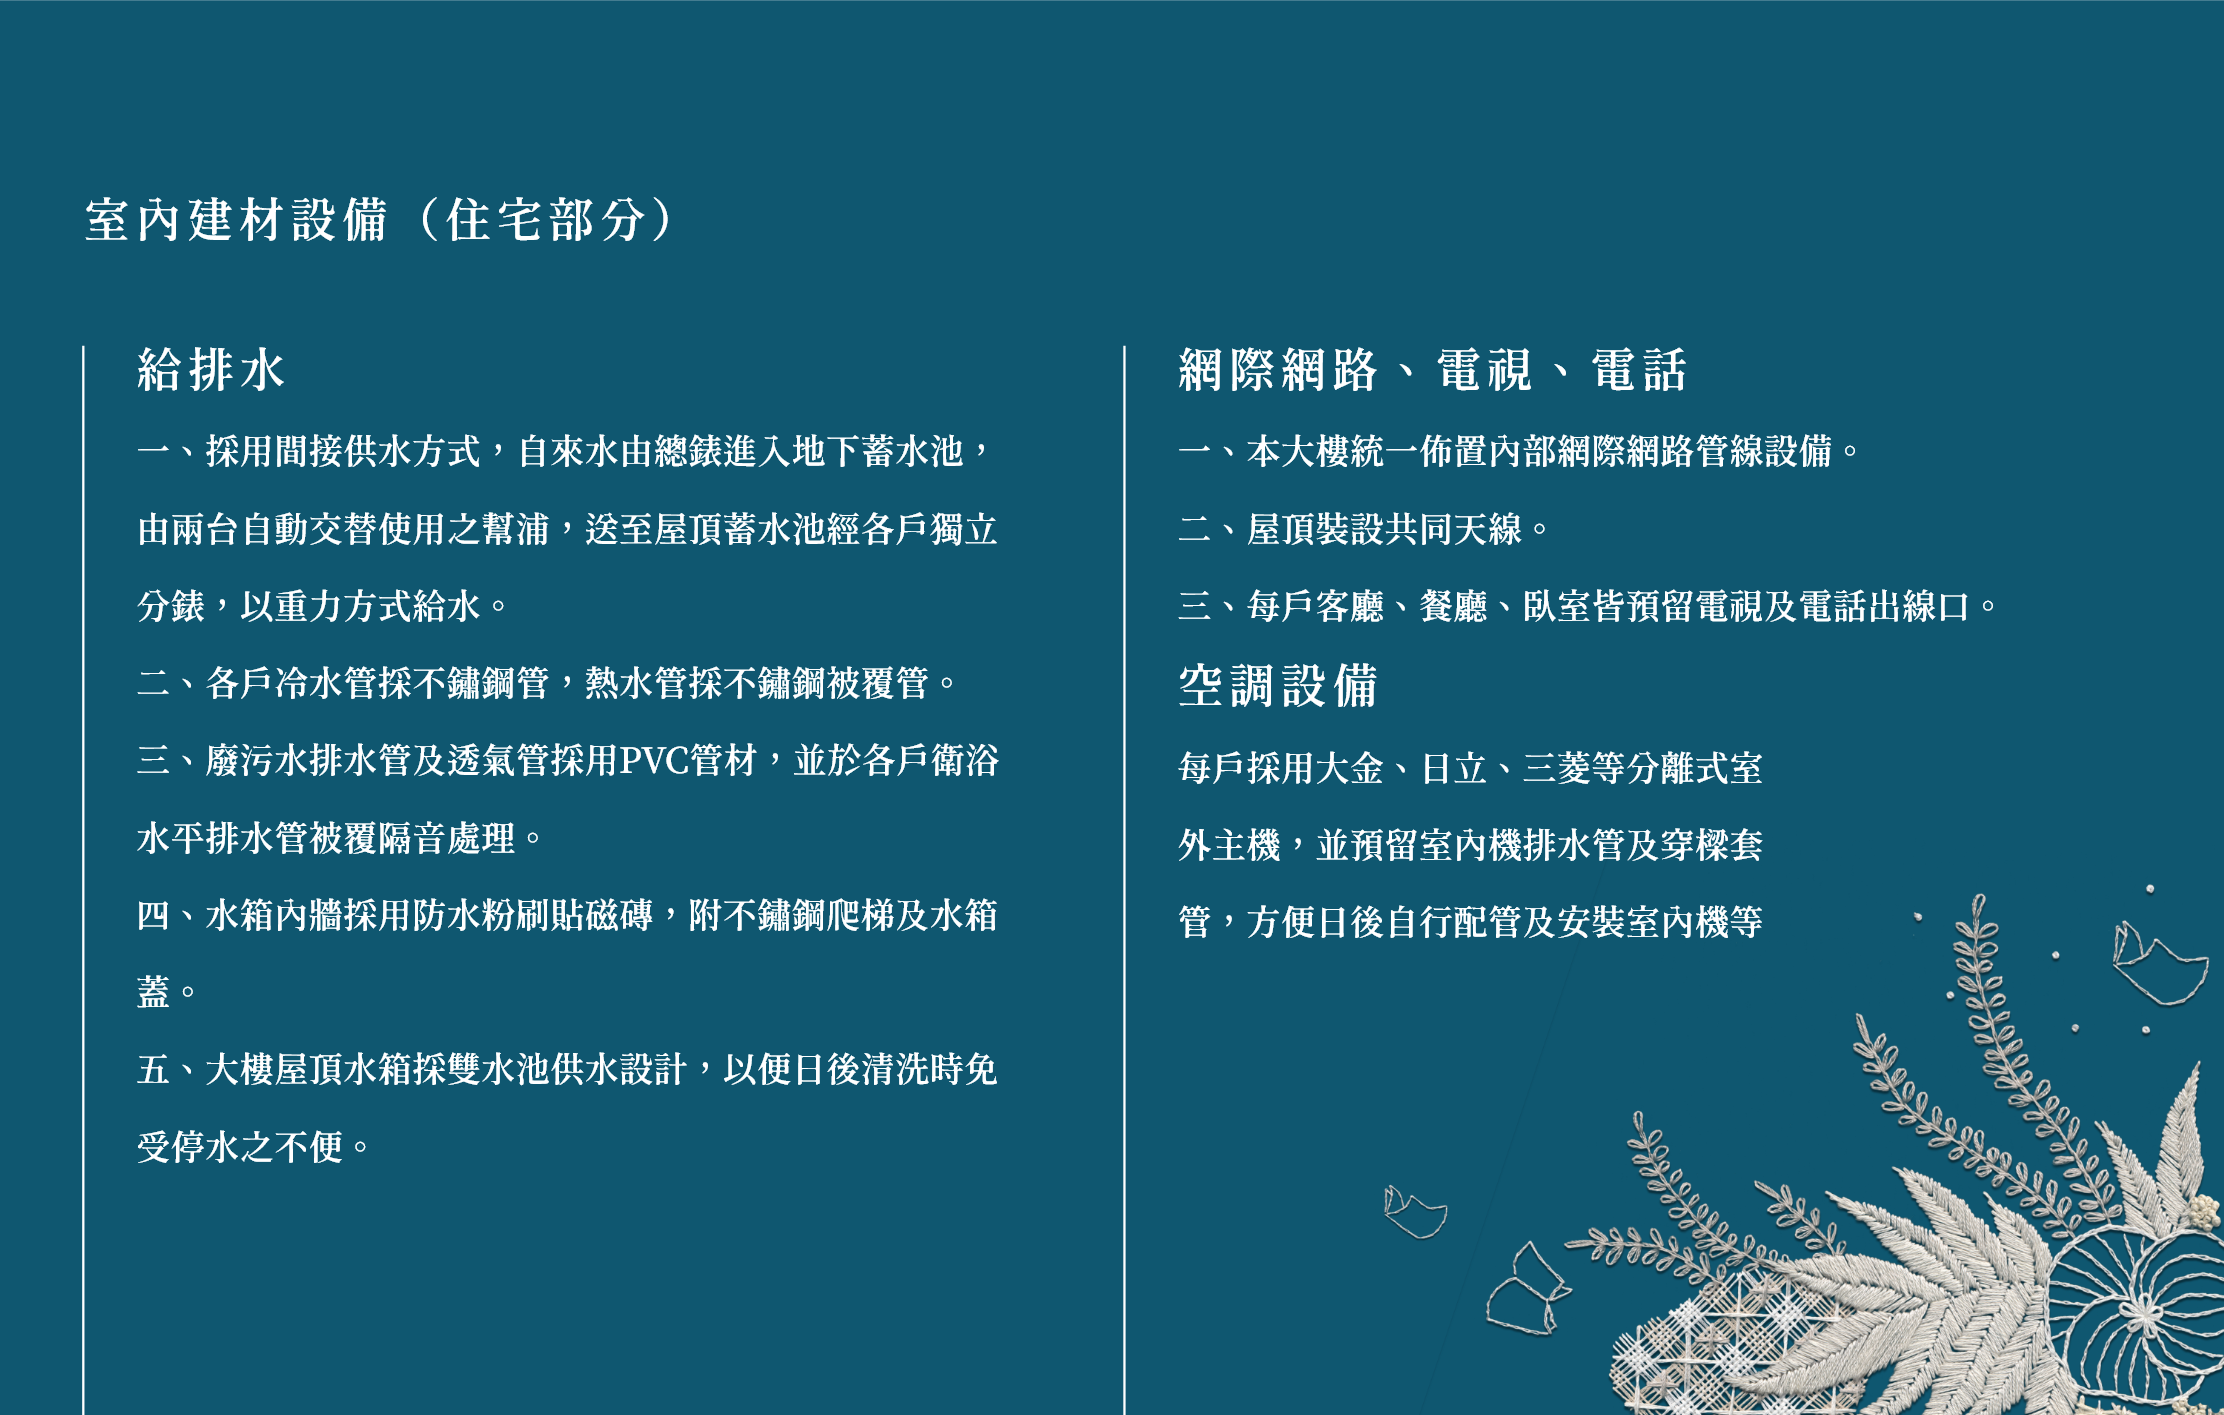 室內建材設備（住宅部分）
給排水
一、採用間接供水方式，自來水由總錶進入地下蓄水池，
由兩台自動交替使用之幫浦，送至屋頂蓄水池經各戶獨立
分錶，以重力方式給水。
二、各戶冷水管採不鏽鋼管，熱水管採不鏽鋼被覆管。
三、廢污水排水管及透氣管採用PVC管材，並於各戶衛浴
水平排水管被覆隔音處理。
四、水箱內牆採用防水粉刷貼磁磚，附不鏽鋼爬梯及水箱
蓋。
五、大樓屋頂水箱採雙水池供水設計，以便日後清洗時免
受停水之不便。
網際網路、電視、電話
一、本大樓統一佈置內部網際網路管線設備。
二、屋頂裝設共同天線。
三、每戶客廳、餐廳、臥室皆預留電視及電話出線口。
空調設備
每戶採用大金、日立、三菱等分離式室
外主機，並預留室內機排水管及穿樑套
管，方便日後自行配管及安裝室內機等